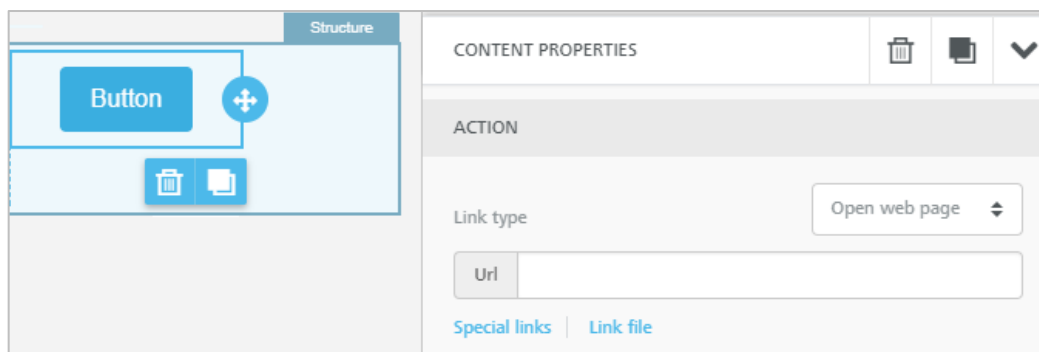 Structure
Button
CONTENT PROPERTIES
ACTION
Link type
Open web page
Url
Special links
Link file